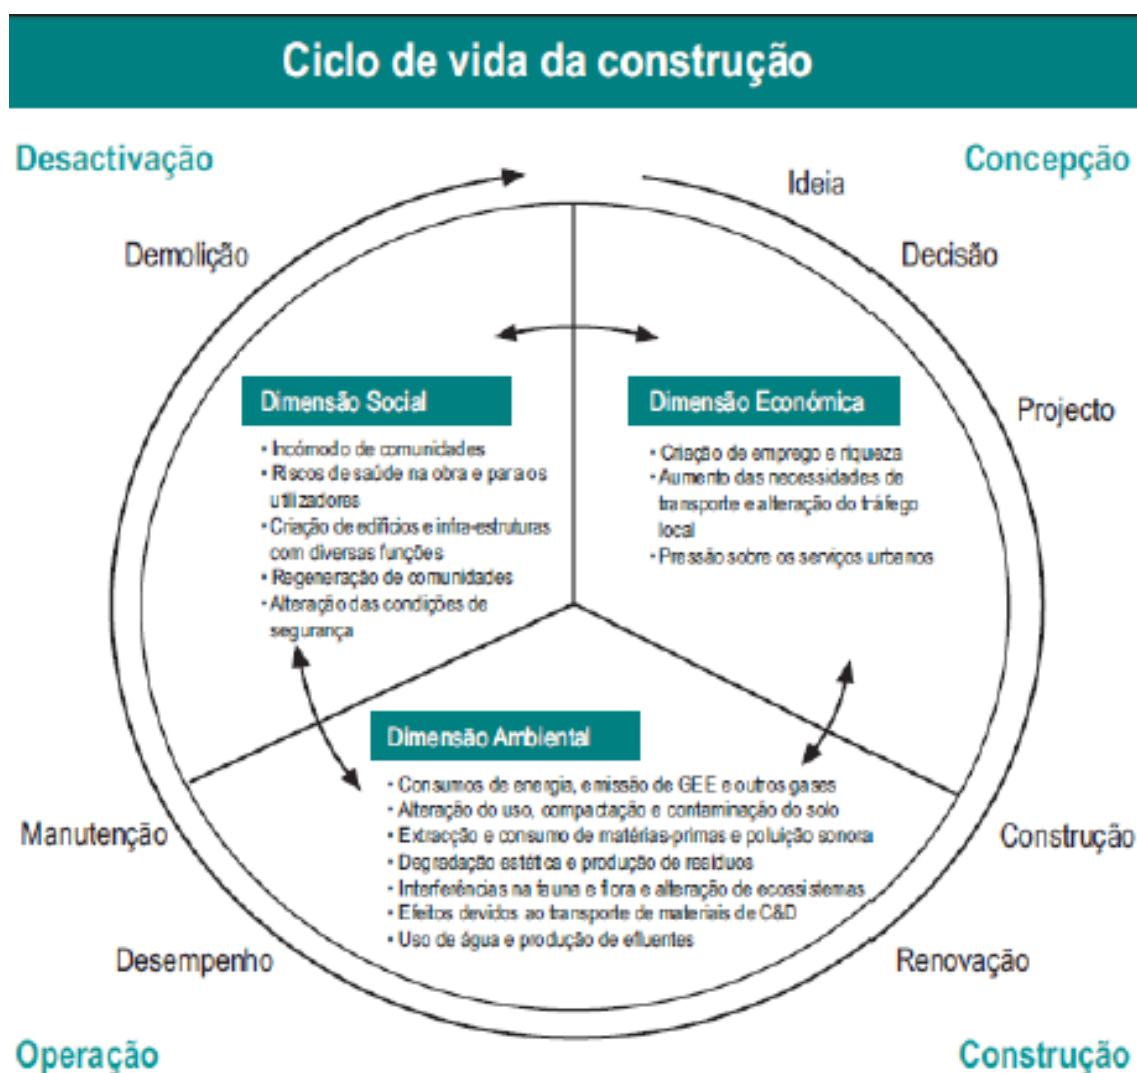 Ciclo de vida da construção
Desactivação
Concepção
Ideia
Demolição
Decisão
Projecto
Dimensão Social
• Incómodo de comunidades
• Riscos de saúde na obra e para os
utilizadores
• Criação de edifícios e infra-estruturas
com diversas funções
• Regeneração de comunidades
• Alteração das condições de
segurança
Dimensão Económica
• Criação de emprego e riqueza
• Aumento das necessidades de
transporte e alteração do tráfego
local
• Pressão sobre os serviços urbanos
Dimensão Ambiental
• Consumos de energia, emissão de GEE e outros gases
• Alteração do uso, compactação e contaminação do solo
• Extracção e consumo de matérias-primas e poluição sonora
• Degradação estética e produção de resíduos
• Interferências na fauna e flora e alteração de ecossistemas
• Efeitos devidos ao transporte de materiais de C&D
• Uso de água e produção de efluentes
Manutenção
Construção
Desempenho
Renovação
Operação
Construção